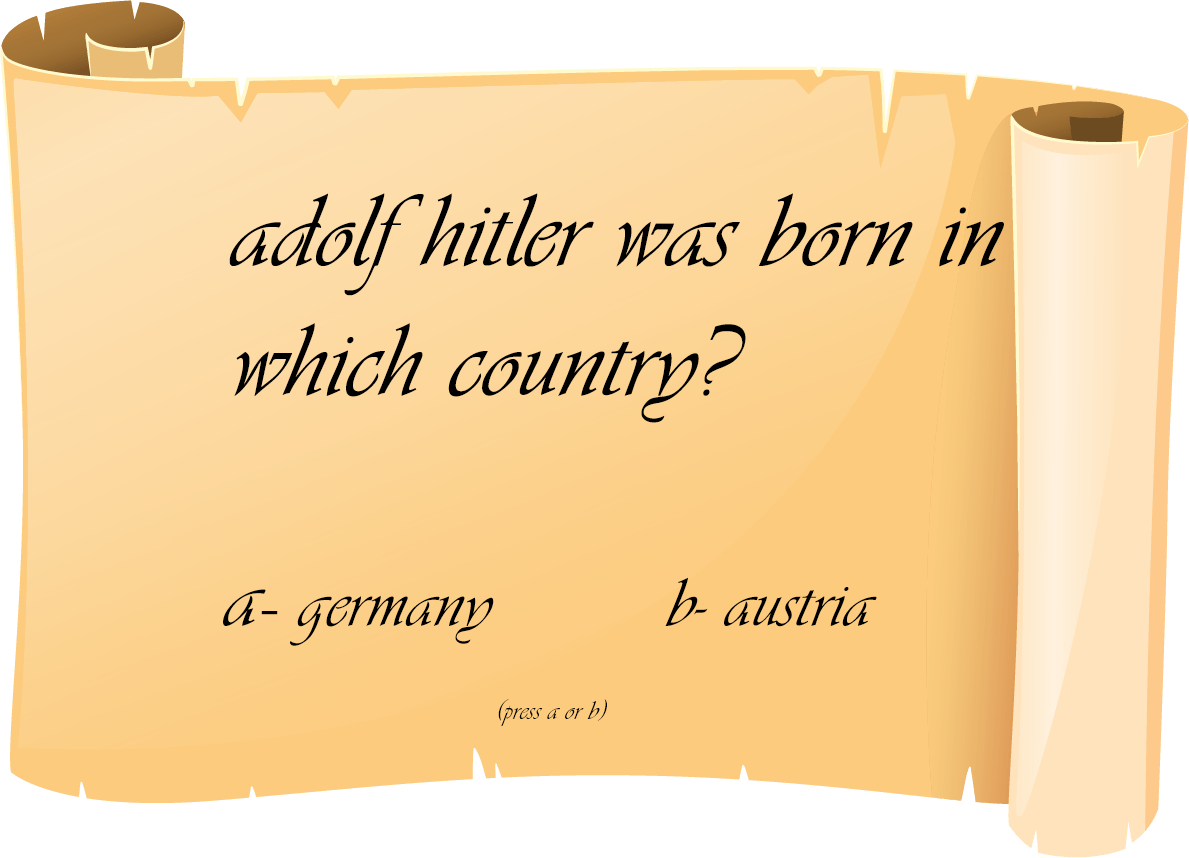 adolf hitler was born in
which country?
a- germany b- austria
(press a or b)